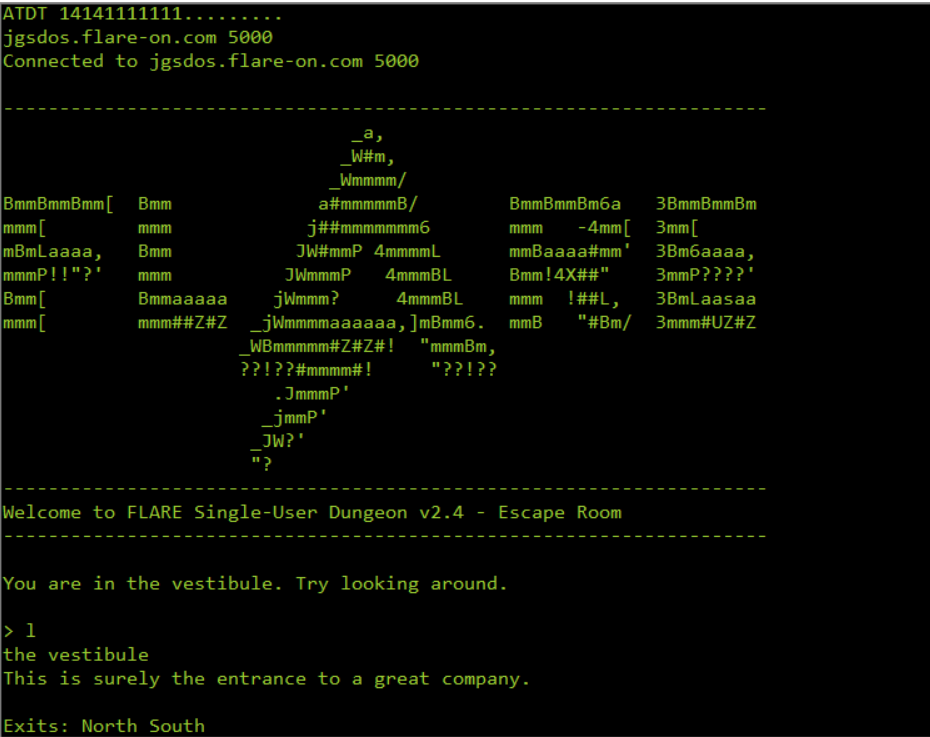 ATDT 14141111111.........
jgsdos.flare-on.com 5000
Connected to jgsdos.flare-on.com 5000
--------------------------------------------------------------------
                               _a,
                              _W#m,
                             _Wmmmm/
BmmBmmBmm[  Bmm             a#mmmmmB/        BmmBmmBm6a   3BmmBmmBm
mmm[        mmm            j##mmmmmmm6       mmm   -4mm[  3mm[
mBmLaaaa,   Bmm           JW#mmP 4mmmmL      mmBaaaa#mm'  3Bm6aaaa,
mmmP!!"?'   mmm          JWmmmP   4mmmBL     Bmm!4X##"    3mmP????'
Bmm[        Bmmaaaaa    jWmmm?     4mmmBL    mmm  !##L,   3BmLaasaa
mmm[        mmm##Z#Z  _jWmmmmaaaaaa,]mBmm6.  mmB   "#Bm/  3mmm#UZ#Z
                     _WBmmmmm#Z#Z#!  "mmmBm,
                     ??!??#mmmm#!     "??!??
                        .JmmmP'
                       _jmmP'
                      _JW?'
                      "?
--------------------------------------------------------------------
Welcome to FLARE Single-User Dungeon v2.4 - Escape Room
--------------------------------------------------------------------
You are in the vestibule. Try looking around.
> l
the vestibule
This is surely the entrance to a great company.
Exits: North South